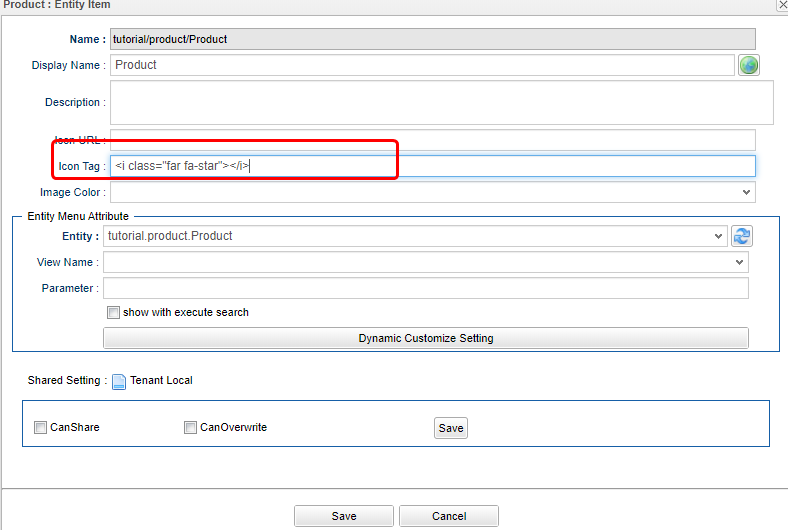 Product : Entity Item
Name : tutorial/product/Product
Display Name : Product
Description :
Icon URL :
Icon Tag : <i class="far fa-star"></i>
Image Color :
Entity Menu Attribute
Entity : tutorial.product.Product
View Name :
Parameter :
show with execute search
Dynamic Customize Setting
Shared Setting : Tenant Local
CanShare CanOverwrite Save
Save Cancel